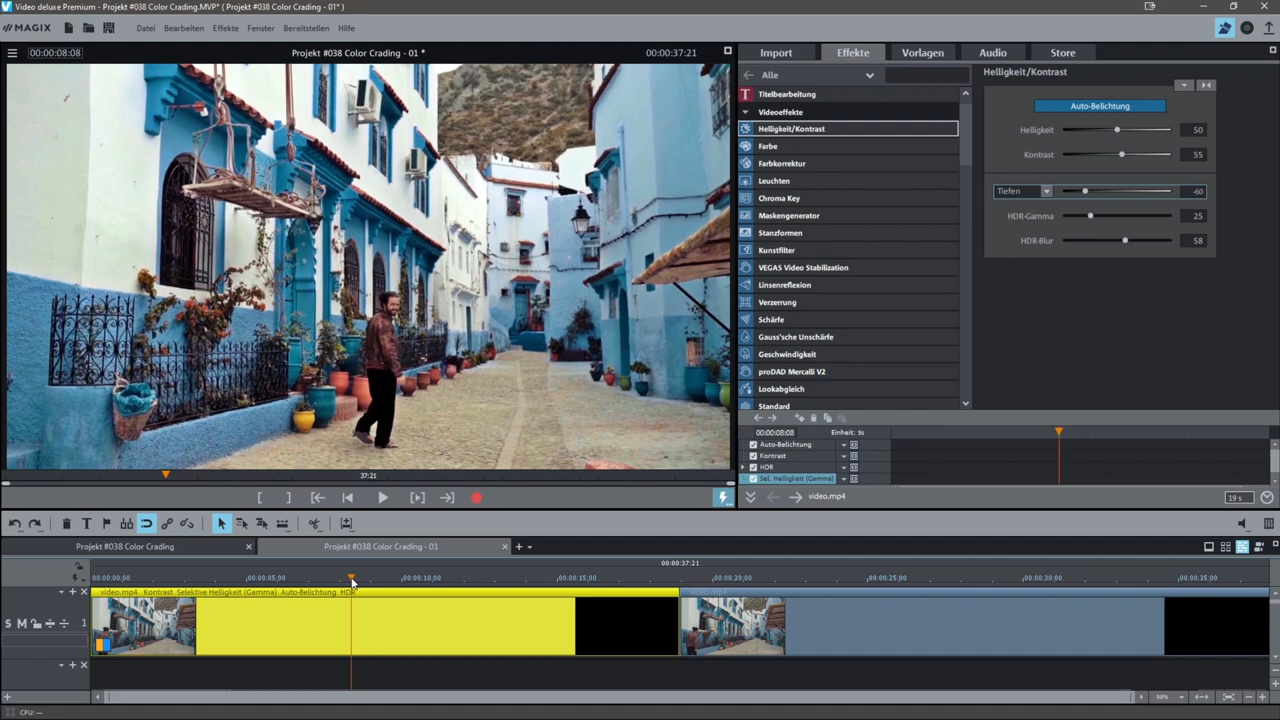 Video deluxe Premium - Projekt #038 Color Crading.MVP* - Projekt #038 Color Crading - 01*)
MAGIX
Datei Bearbeiten Effekte Fenster Bereitstellen Hilfe
00:00:08:08 Projekt #038 Color Crading - 01 * 00:00:37:21
Import Effekte Vorlagen Audio Store
Alle
Titelbearbeitung
Videoeffekte
Helligkeit/Kontrast
Farbe
Farbkorrektur
Leuchten
Chroma Key
Maskengenerator
Stanzformen
Kunstfilter
VEGAS Video Stabilization
Linsenreflexion
Verzerrung
Schärfe
Gauss'sche Unschärfe
Geschwindigkeit
proDAD Mercalli V2
Lookabgleich
Standard
Helligkeit/Kontrast
Auto-Belichtung
Helligkeit 50
Kontrast 55
Tiefen -60
HDR-Gamma 25
HDR-Blur 58
00:00:08:08 Einheit: 5s
Auto-Belichtung
Kontrast
HDR
Sel. Helligkeit (Gamma)
37:21
video.mp4 19 s
Projekt #038 Color Crading Projekt #038 Color Crading - 01
00:00:37:21
00:00:00:00 00:00:05:00 00:00:10:00 00:00:15:00 00:00:20:00 00:00:25:00 00:00:30:00 00:00:35:00
video.mp4 Kontrast Selektive Helligkeit (Gamma) Auto-Belichtung HDR
video.mp4
S M 1
CPU: —